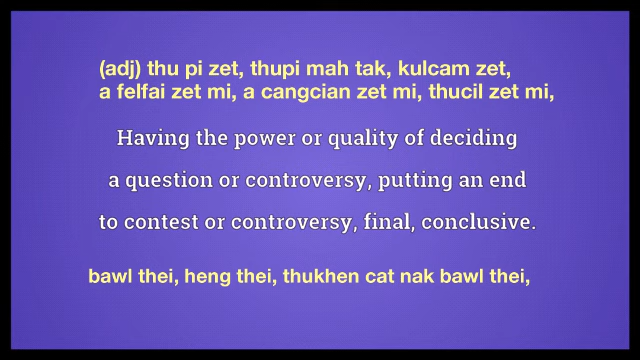 (adj) thu pi zet, thupi mah tak, kulcam zet,
a felfai zet mi, a cangcian zet mi, thucil zet mi,
Having the power or quality of deciding
a question or controversy, putting an end
to contest or controversy, final, conclusive.
bawl thei, heng thei, thukhen cat nak bawl thei,